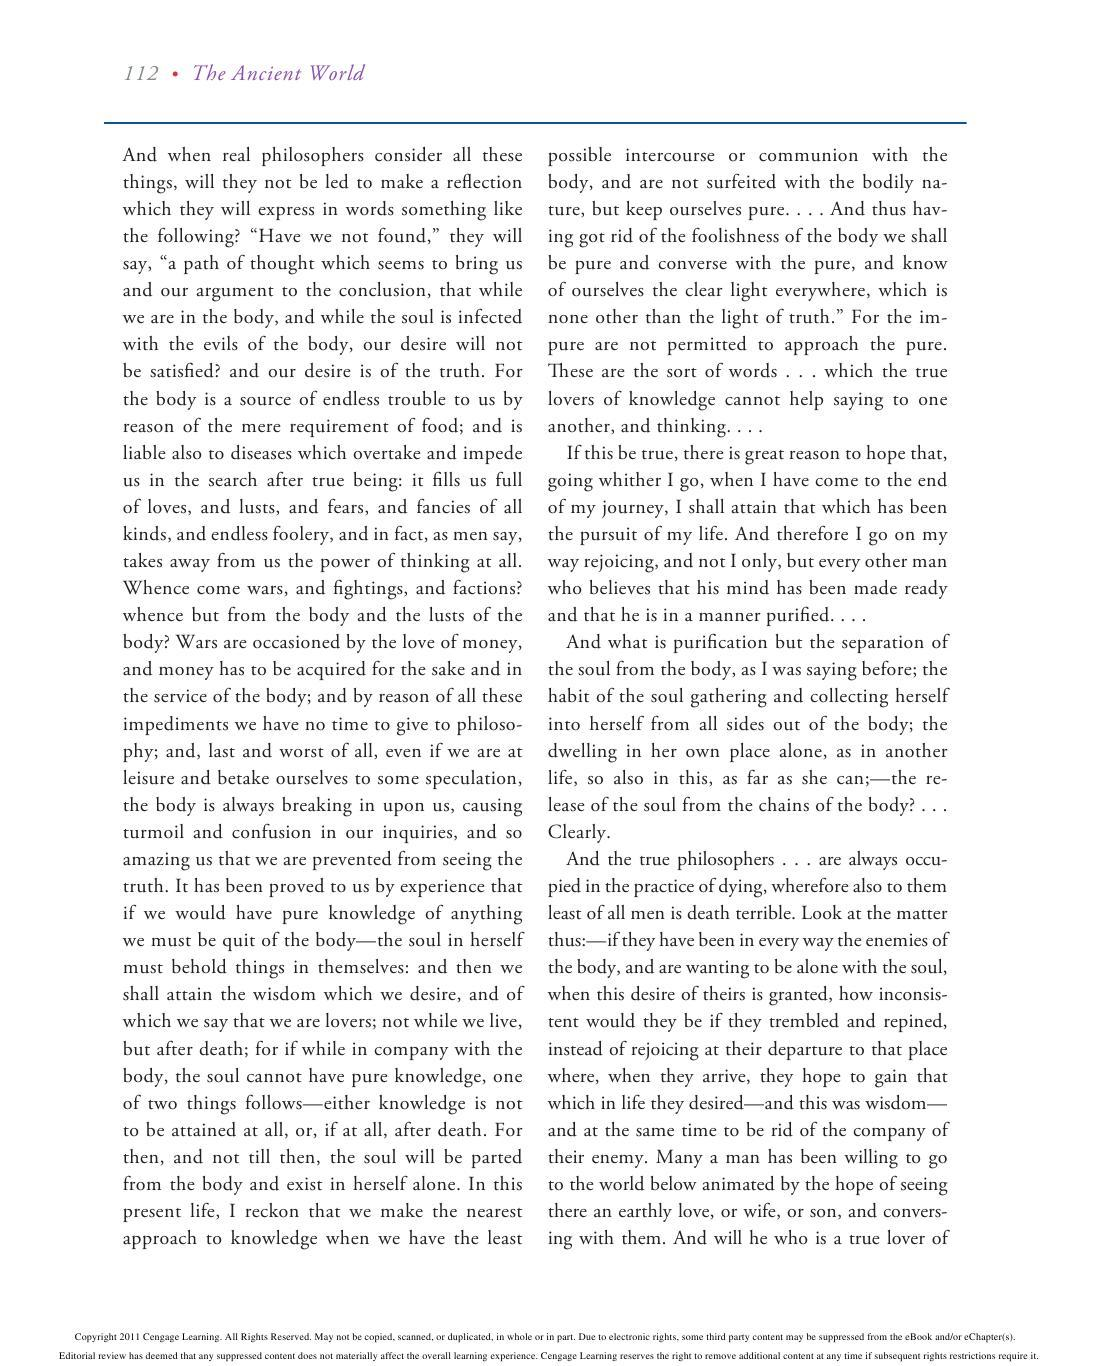 112 • The Ancient World
And when real philosophers consider all these
things, will they not be led to make a reflection
which they will express in words something like
the following? “Have we not found,” they will
say, “a path of thought which seems to bring us
and our argument to the conclusion, that while
we are in the body, and while the soul is infected
with the evils of the body, our desire will not
be satisfied? and our desire is of the truth. For
the body is a source of endless trouble to us by
reason of the mere requirement of food; and is
liable also to diseases which overtake and impede
us in the search after true being: it fills us full
of loves, and lusts, and fears, and fancies of all
kinds, and endless foolery, and in fact, as men say,
takes away from us the power of thinking at all.
Whence come wars, and fightings, and factions?
whence but from the body and the lusts of the
body? Wars are occasioned by the love of money,
and money has to be acquired for the sake and in
the service of the body; and by reason of all these
impediments we have no time to give to philoso-
phy; and, last and worst of all, even if we are at
leisure and betake ourselves to some speculation,
the body is always breaking in upon us, causing
turmoil and confusion in our inquiries, and so
amazing us that we are prevented from seeing the
truth. It has been proved to us by experience that
if we would have pure knowledge of anything
we must be quit of the body—the soul in herself
must behold things in themselves: and then we
shall attain the wisdom which we desire, and of
which we say that we are lovers; not while we live,
but after death; for if while in company with the
body, the soul cannot have pure knowledge, one
of two things follows—either knowledge is not
to be attained at all, or, if at all, after death. For
then, and not till then, the soul will be parted
from the body and exist in herself alone. In this
present life, I reckon that we make the nearest
approach to knowledge when we have the least
possible intercourse or communion with the
body, and are not surfeited with the bodily na-
ture, but keep ourselves pure. . . . And thus hav-
ing got rid of the foolishness of the body we shall
be pure and converse with the pure, and know
of ourselves the clear light everywhere, which is
none other than the light of truth.” For the im-
pure are not permitted to approach the pure.
These are the sort of words . . . which the true
lovers of knowledge cannot help saying to one
another, and thinking. . . .
If this be true, there is great reason to hope that,
going whither I go, when I have come to the end
of my journey, I shall attain that which has been
the pursuit of my life. And therefore I go on my
way rejoicing, and not I only, but every other man
who believes that his mind has been made ready
and that he is in a manner purified. . . .
And what is purification but the separation of
the soul from the body, as I was saying before; the
habit of the soul gathering and collecting herself
into herself from all sides out of the body; the
dwelling in her own place alone, as in another
life, so also in this, as far as she can;—the re-
lease of the soul from the chains of the body? . . .
Clearly.
And the true philosophers . . . are always occu-
pied in the practice of dying, wherefore also to them
least of all men is death terrible. Look at the matter
thus:—if they have been in every way the enemies of
the body, and are wanting to be alone with the soul,
when this desire of theirs is granted, how inconsis-
tent would they be if they trembled and repined,
instead of rejoicing at their departure to that place
where, when they arrive, they hope to gain that
which in life they desired—and this was wisdom—
and at the same time to be rid of the company of
their enemy. Many a man has been willing to go
to the world below animated by the hope of seeing
there an earthly love, or wife, or son, and convers-
ing with them. And will he who is a true lover of
Copyright 2011 Cengage Learning. All Rights Reserved. May not be copied, scanned, or duplicated, in whole or in part. Due to electronic rights, some third party content may be suppressed from the eBook and/or eChapter(s).
Editorial review has deemed that any suppressed content does not materially affect the overall learning experience. Cengage Learning reserves the right to remove additional content at any time if subsequent rights restrictions require it.